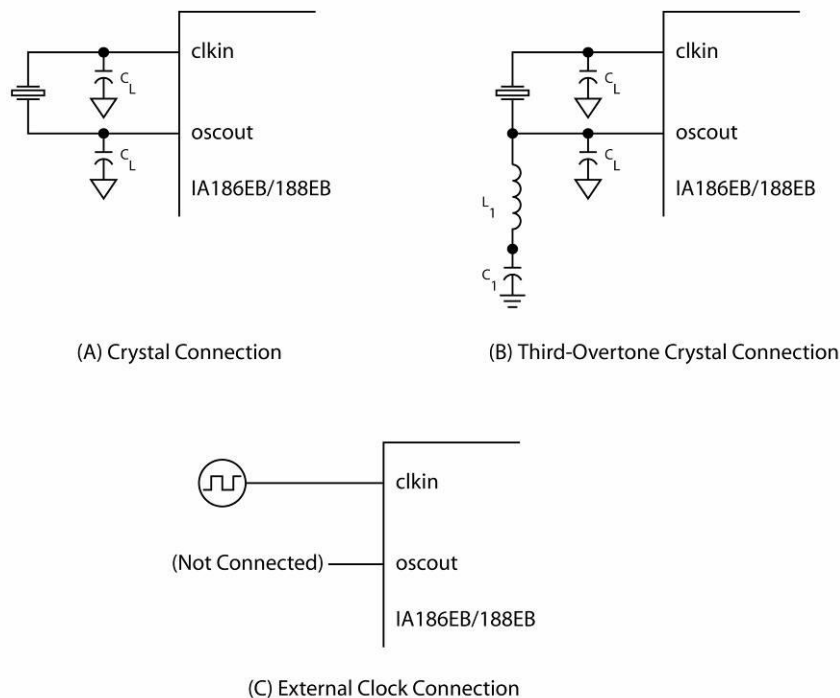 clkin
C_L
oscout
C_L
IA186EB/188EB
(A) Crystal Connection
clkin
C_L
oscout
C_L
IA186EB/188EB
L_1
C_1
(B) Third-Overtone Crystal Connection
clkin
(Not Connected)
oscout
IA186EB/188EB
(C) External Clock Connection